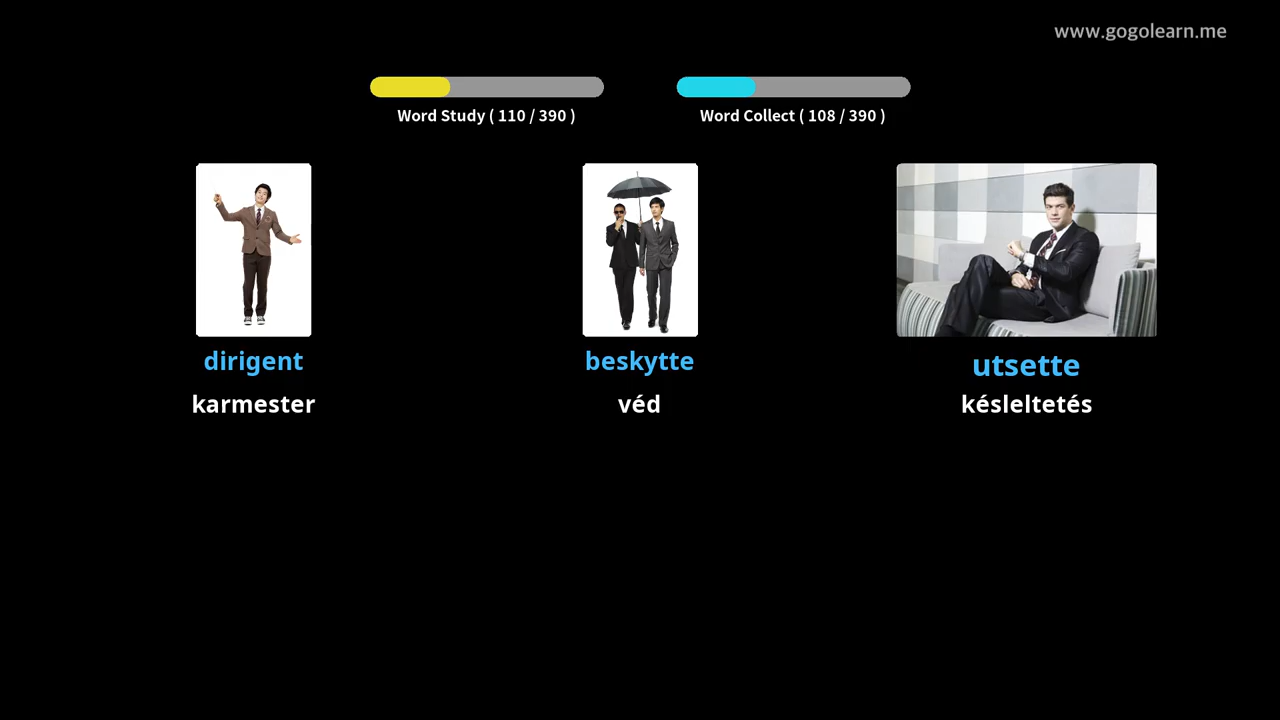 www.gogolearn.me
Word Study ( 110 / 390 )
Word Collect ( 108 / 390 )
dirigent
karmester
beskytte
véd
utsette
késleltetés